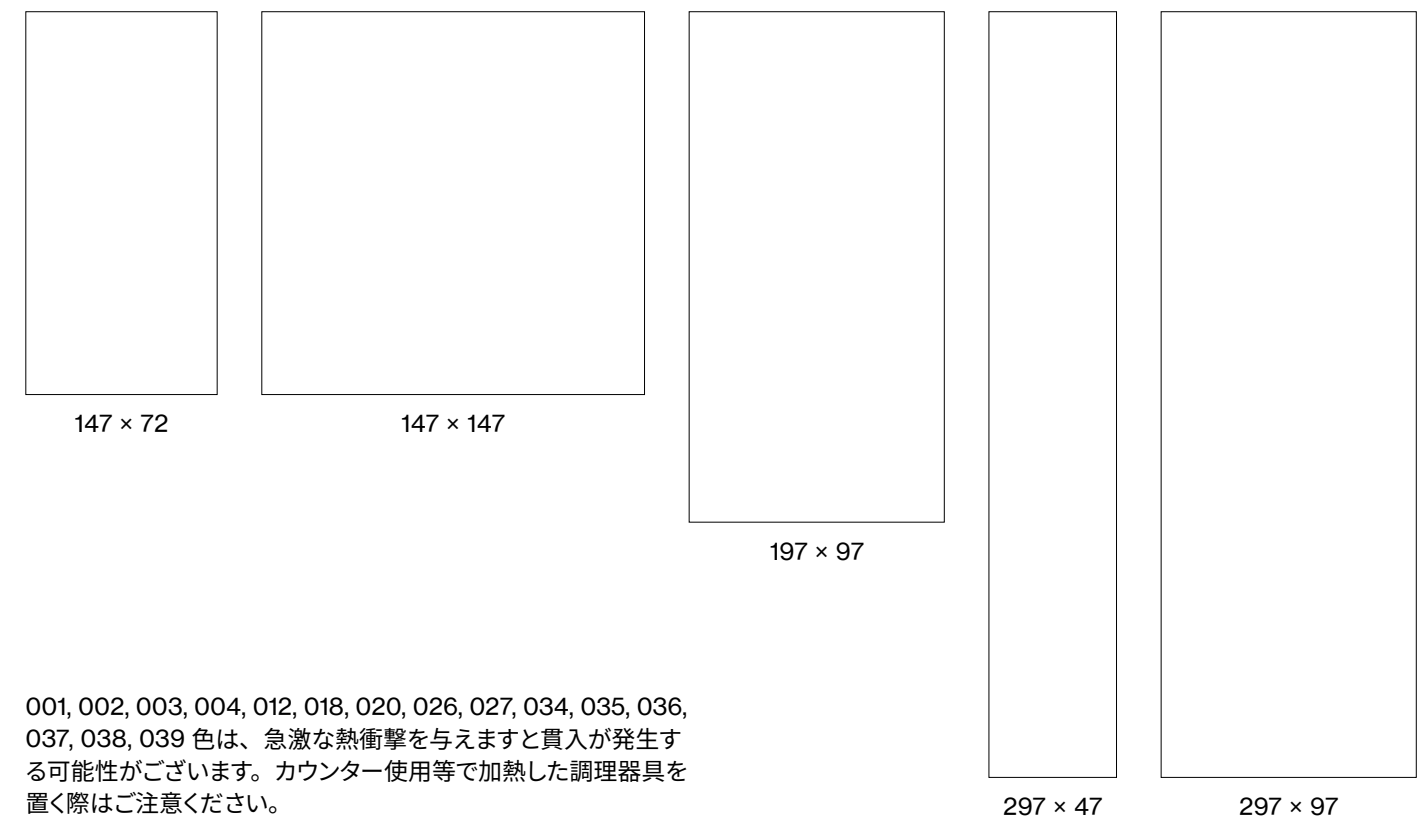 147 × 72
147 × 147
197 × 97
297 × 47
297 × 97
001, 002, 003, 004, 012, 018, 020, 026, 027, 034, 035, 036,
037, 038, 039 色は、急激な熱衝撃を与えますと貫入が発生す
る可能性がございます。カウンター使用等で加熱した調理器具を
置く際はご注意ください。